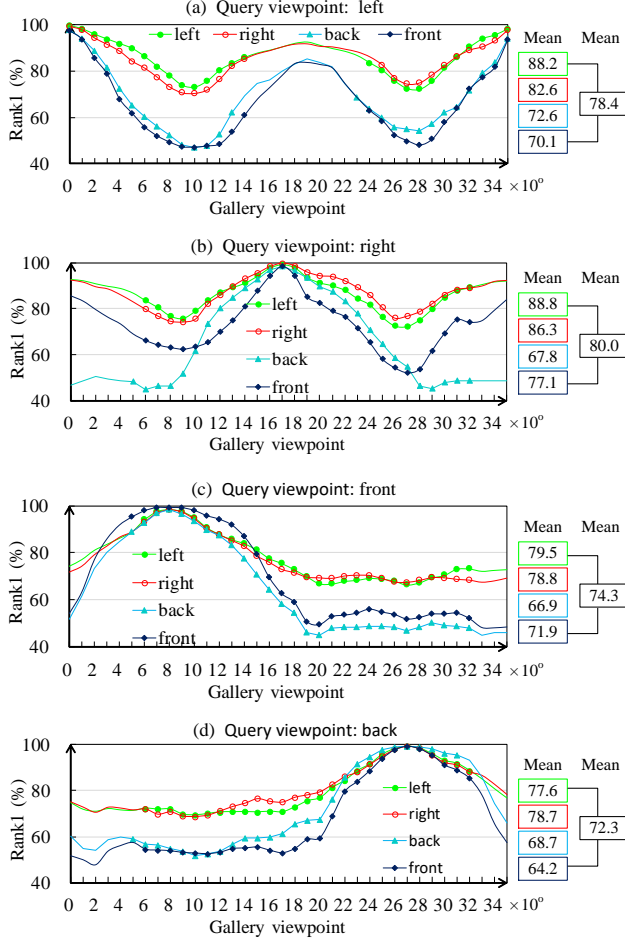 (a) Query viewpoint: left
Rank1 (%)
100
80
60
40
left right back front
0 2 4 6 8 10 12 14 16 18 20 22 24 26 28 30 32 34 ×10°
Gallery viewpoint
Mean Mean
88.2
82.6
72.6
70.1
78.4
(b) Query viewpoint: right
Rank1 (%)
100
80
60
40
left
right
back
front
0 2 4 6 8 10 12 14 16 18 20 22 24 26 28 30 32 34 ×10°
Gallery viewpoint
Mean Mean
88.8
86.3
67.8
77.1
80.0
(c) Query viewpoint: front
Rank1 (%)
100
80
60
40
left
right
back
front
0 2 4 6 8 10 12 14 16 18 20 22 24 26 28 30 32 34 ×10°
Gallery viewpoint
Mean Mean
79.5
78.8
66.9
71.9
74.3
(d) Query viewpoint: back
Rank1 (%)
100
80
60
40
left
right
back
front
0 2 4 6 8 10 12 14 16 18 20 22 24 26 28 30 32 34 ×10°
Gallery viewpoint
Mean Mean
77.6
78.7
68.7
64.2
72.3